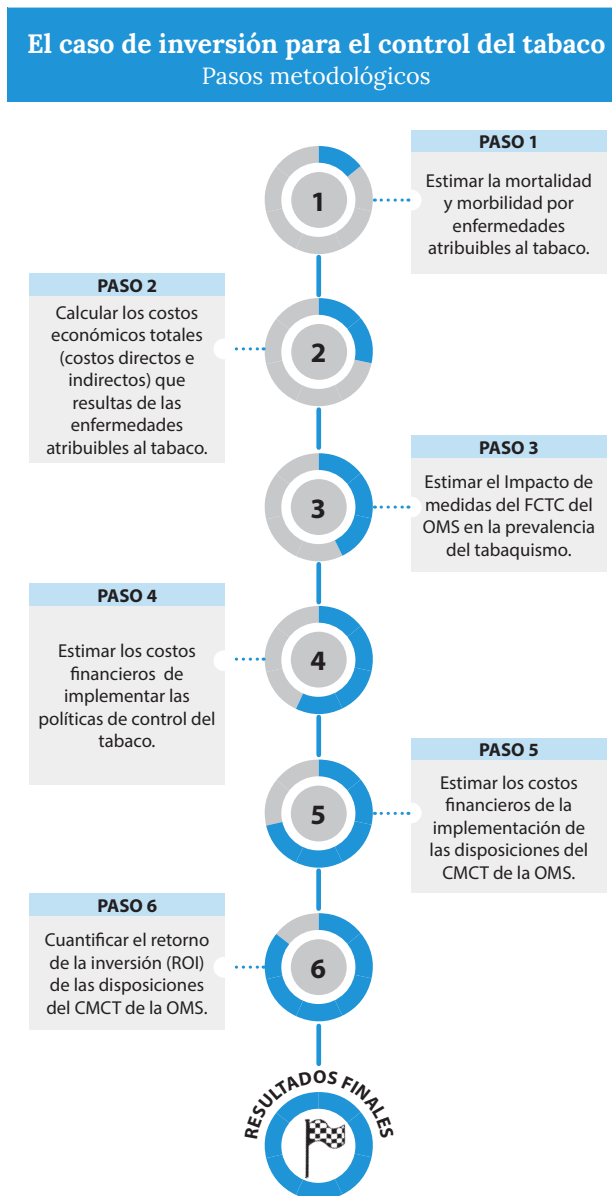 El caso de inversión para el control del tabaco
Pasos metodológicos
1
PASO 1
Estimar la mortalidad
y morbilidad por
enfermedades
atribuibles al tabaco.
PASO 2
Calcular los costos
económicos totales
(costos directos e
indirectos) que
resultas de las
enfermedades
atribuibles al tabaco.
2
3
PASO 3
Estimar el Impacto de
medidas del FCTC del
OMS en la prevalencia
del tabaquismo.
PASO 4
Estimar los costos
financieros de
implementar las
políticas de control del
tabaco.
4
5
PASO 5
Estimar los costos
financieros de la
implementación de
las disposiciones del
CMCT de la OMS.
PASO 6
Cuantificar el retorno
de la inversión (ROI)
de las disposiciones
del CMCT de la OMS.
6
RESULTADOS FINALES